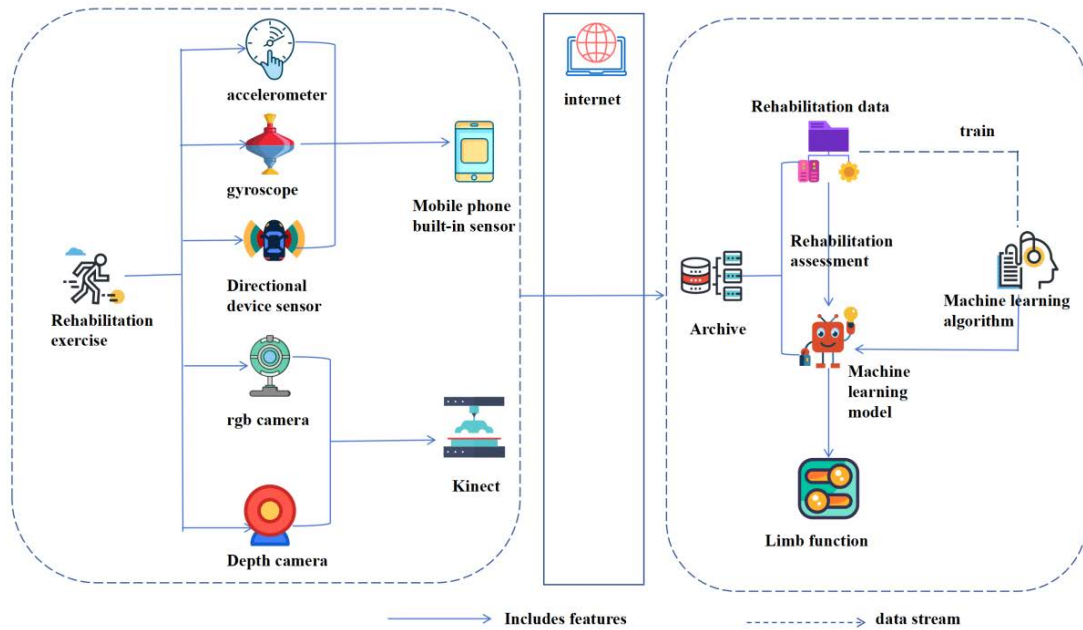 accelerometer
gyroscope
Mobile phone
built-in sensor
Directional
device sensor
Rehabilitation
exercise
rgb camera
Kinect
Depth camera
internet
Rehabilitation data
train
Rehabilitation
assessment
Archive
Machine learning
algorithm
Machine
learning
model
Limb function
Includes features
data stream